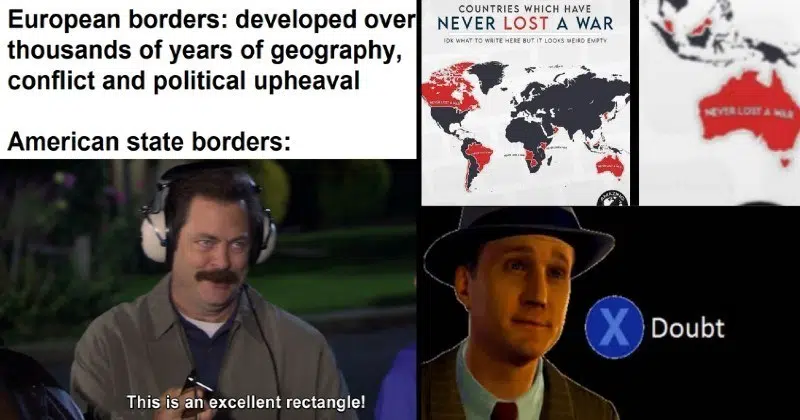 European borders: developed over
thousands of years of geography,
conflict and political upheaval
American state borders:
This is an excellent rectangle!
COUNTRIES WHICH HAVE
NEVER LOST A WAR
IDK WHAT TO WRITE HERE BUT IT LOOKS WEIRD EMPTY
NEVER LOST A WAR
X Doubt